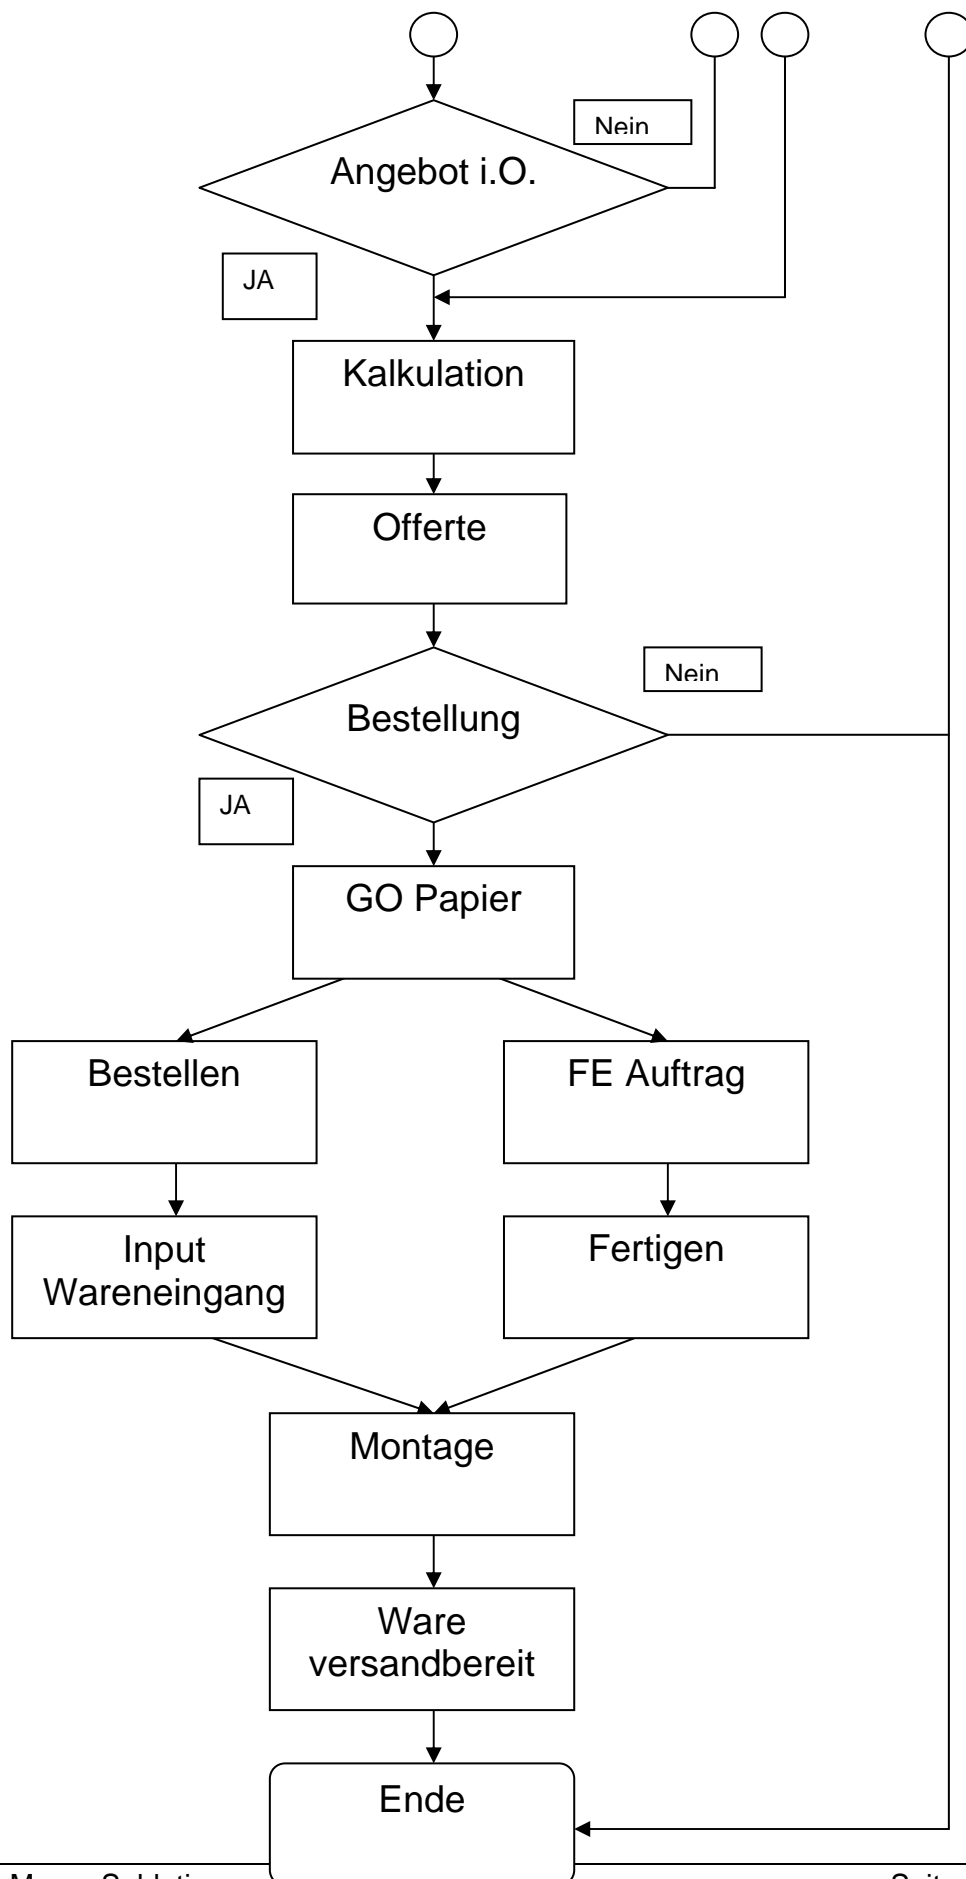 Nein
Angebot i.O.
JA
Kalkulation
Offerte
Nein
Bestellung
JA
GO Papier
Bestellen
FE Auftrag
Input
Wareneingang
Fertigen
Montage
Ware
versandbereit
Ende